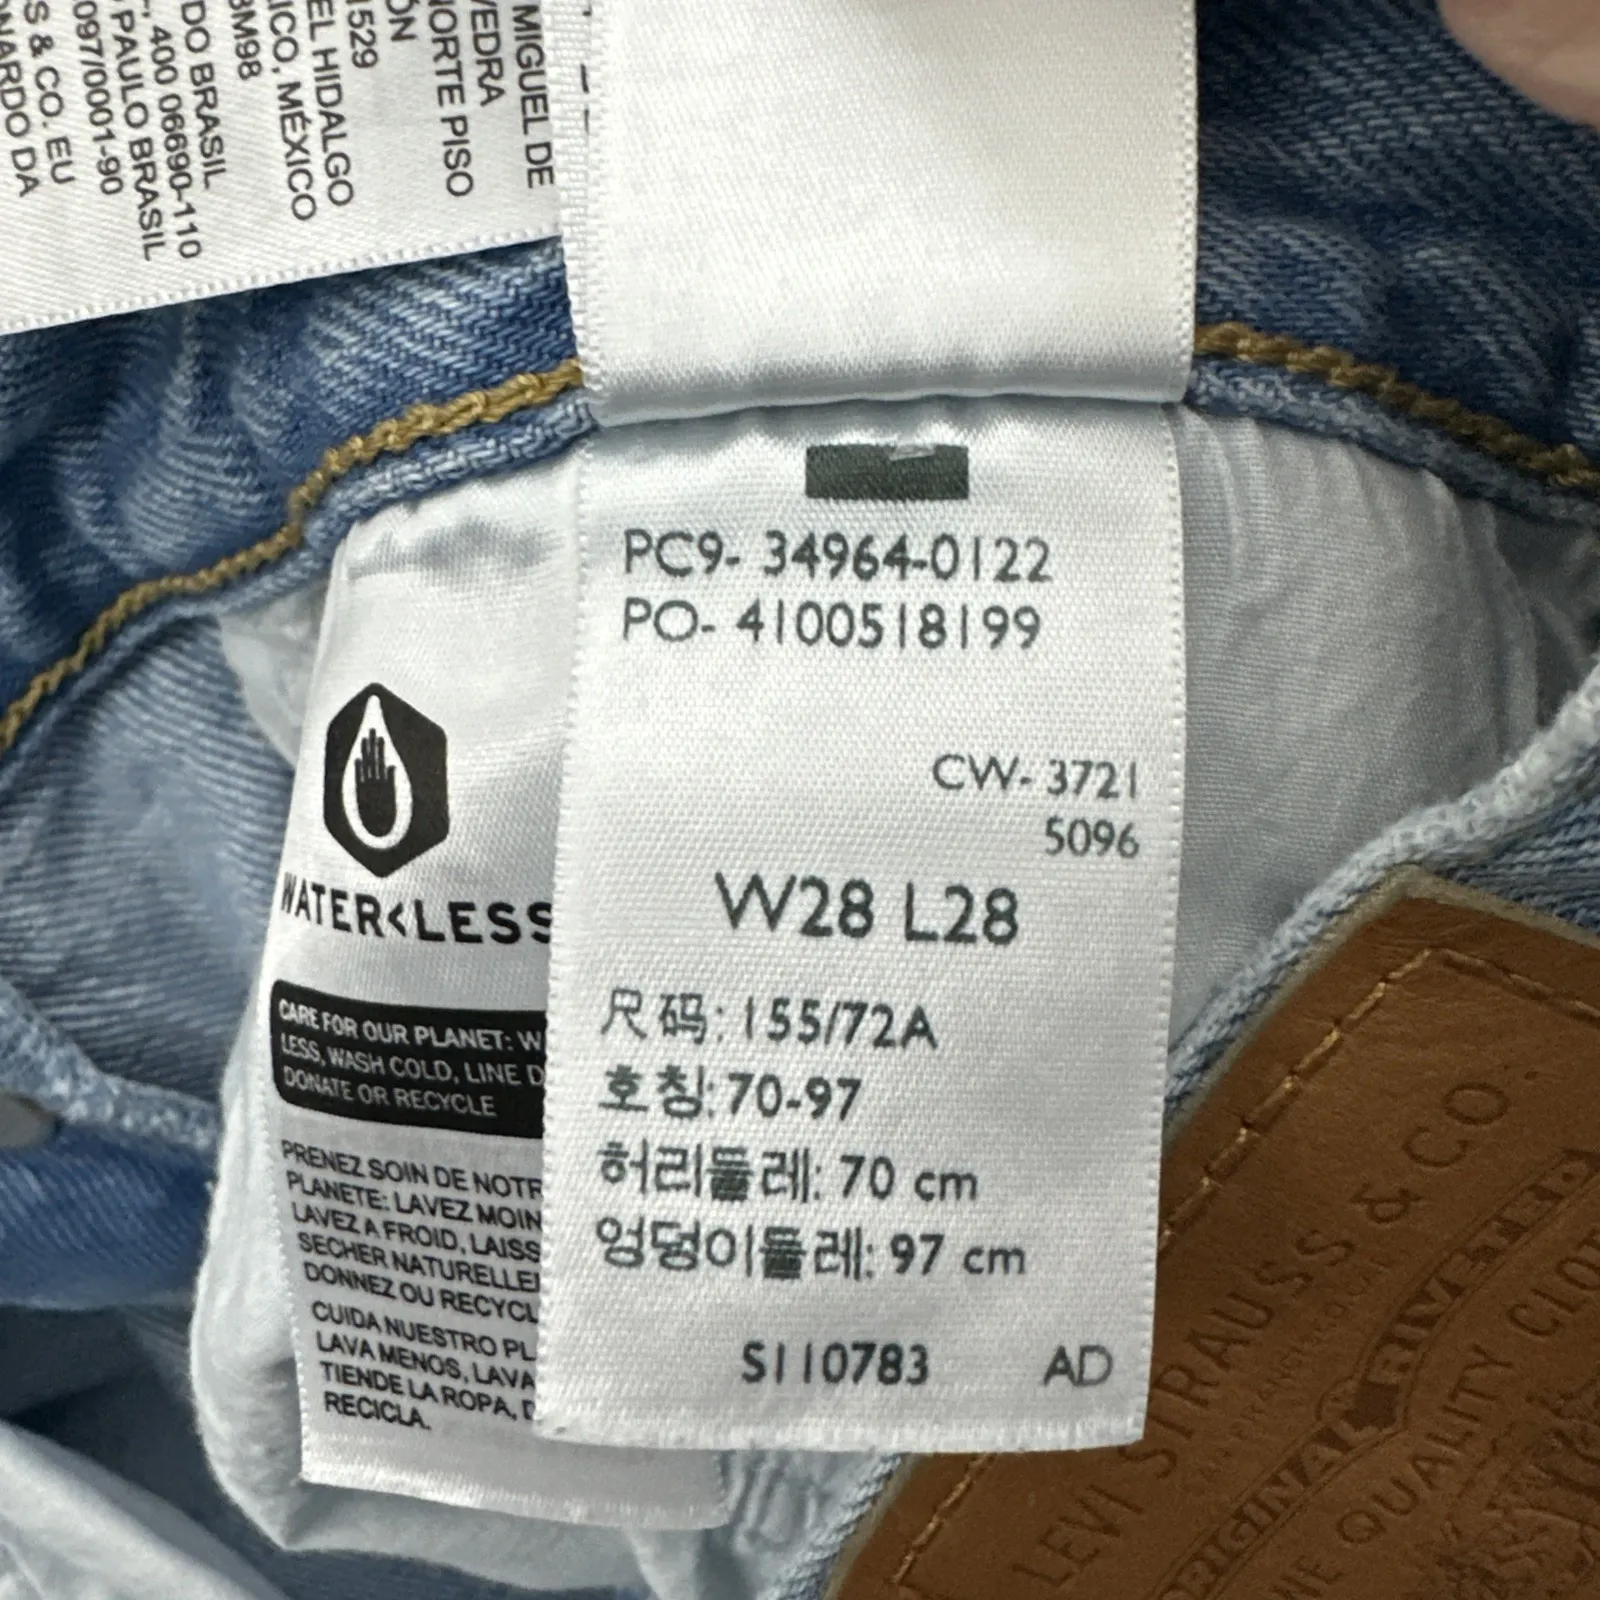 MIGUEL DE
VEDRA
NORTE PISO
ÓN
1529
EL HIDALGO
ICO, MÉXICO
BM98
DO BRASIL
, 400 06690-110
PAULO BRASIL
097/0001-90
S & CO. EU
NARDO DA
PC9- 34964-0122
PO- 4100518199
CW- 3721
5096
W28 L28
尺码: 155/72A
호칭: 70-97
허리둘레: 70 cm
엉덩이둘레: 97 cm
S110783 AD
WATER<LESS
CARE FOR OUR PLANET: W
LESS, WASH COLD, LINE D
DONATE OR RECYCLE
PRENEZ SOIN DE NOTR
PLANETE: LAVEZ MOIN
LAVEZ A FROID, LAISS
SECHER NATURELLE
DONNEZ OU RECYCL
CUIDA NUESTRO PL
LAVA MENOS, LAVA
TIENDE LA ROPA, D
RECICLA.
LEVI STRAUSS & CO
ORIGINAL RIVETED
QUALITY CLOT